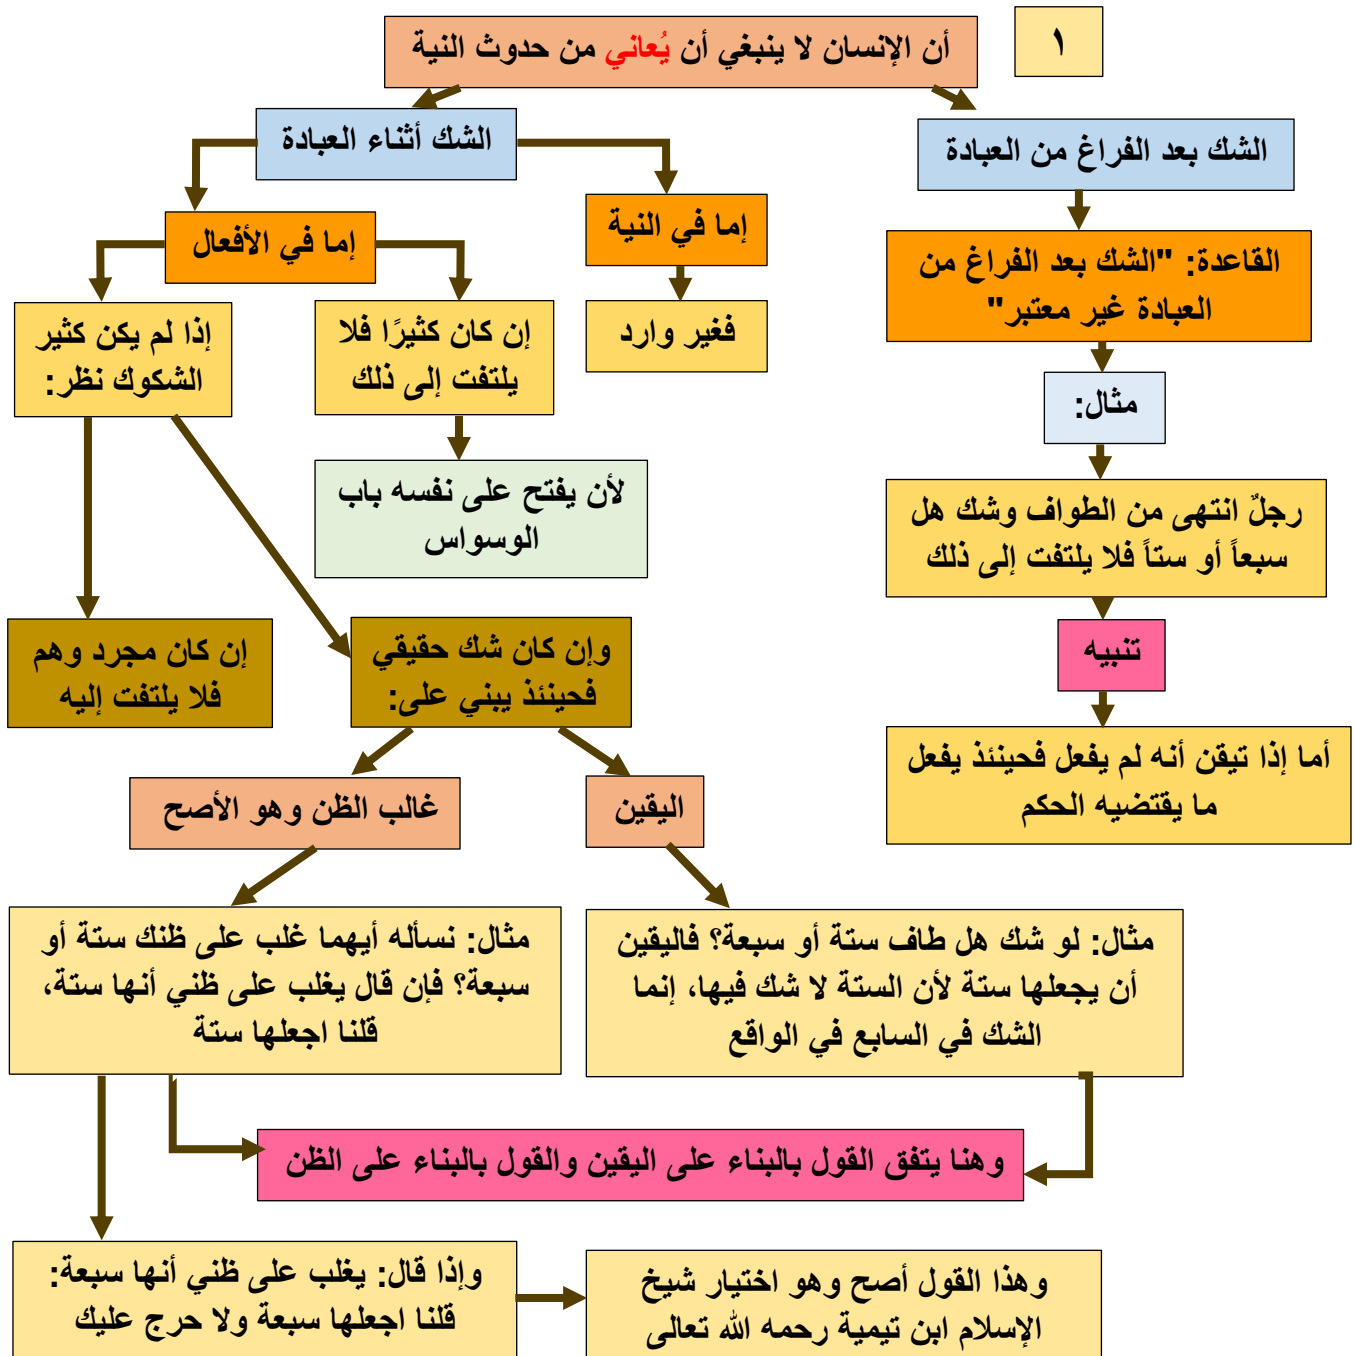 ١
أن الإنسان لا ينبغي أن يُعاني من حدوث النية
الشك بعد الفراغ من العبادة
القاعدة: "الشك بعد الفراغ من
العبادة غير معتبر"
مثال:
رجلٌ انتهى من الطواف وشك هل
سبعاً أو ستاً فلا يلتفت إلى ذلك
تنبيه
أما إذا تيقن أنه لم يفعل فحينئذ يفعل
ما يقتضيه الحكم
الشك أثناء العبادة
إما في النية
فغير وارد
إما في الأفعال
إن كان كثيرًا فلا
يلتفت إلى ذلك
لأن يفتح على نفسه باب
الوسواس
إذا لم يكن كثير
الشكوك نظر:
وإن كان شك حقيقي
فحينئذ يبني على:
إن كان مجرد وهم
فلا يلتفت إليه
اليقين
غالب الظن وهو الأصح
مثال: لو شك هل طاف ستة أو سبعة؟ فاليقين
أن يجعلها ستة لأن الستة لا شك فيها، إنما
الشك في السابع في الواقع
مثال: نسأله أيهما غلب على ظنك ستة أو
سبعة؟ فإن قال يغلب على ظني أنها ستة،
قلنا اجعلها ستة
وهنا يتفق القول بالبناء على اليقين والقول بالبناء على الظن
وإذا قال: يغلب على ظني أنها سبعة:
قلنا اجعلها سبعة ولا حرج عليك
وهذا القول أصح وهو اختيار شيخ
الإسلام ابن تيمية رحمه الله تعالى